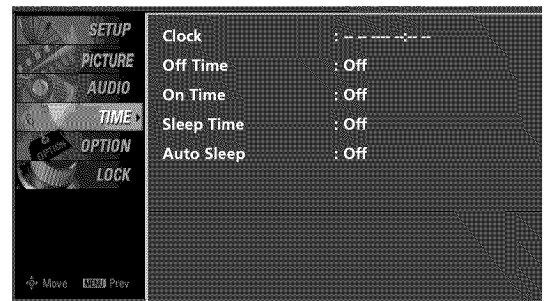 SETUP
PICTURE
AUDIO
TIME
OPTION
LOCK
Clock : -- -- ---- --:-- --
Off Time : Off
On Time : Off
Sleep Time : Off
Auto Sleep : Off
OPTION
Move MENU Prev